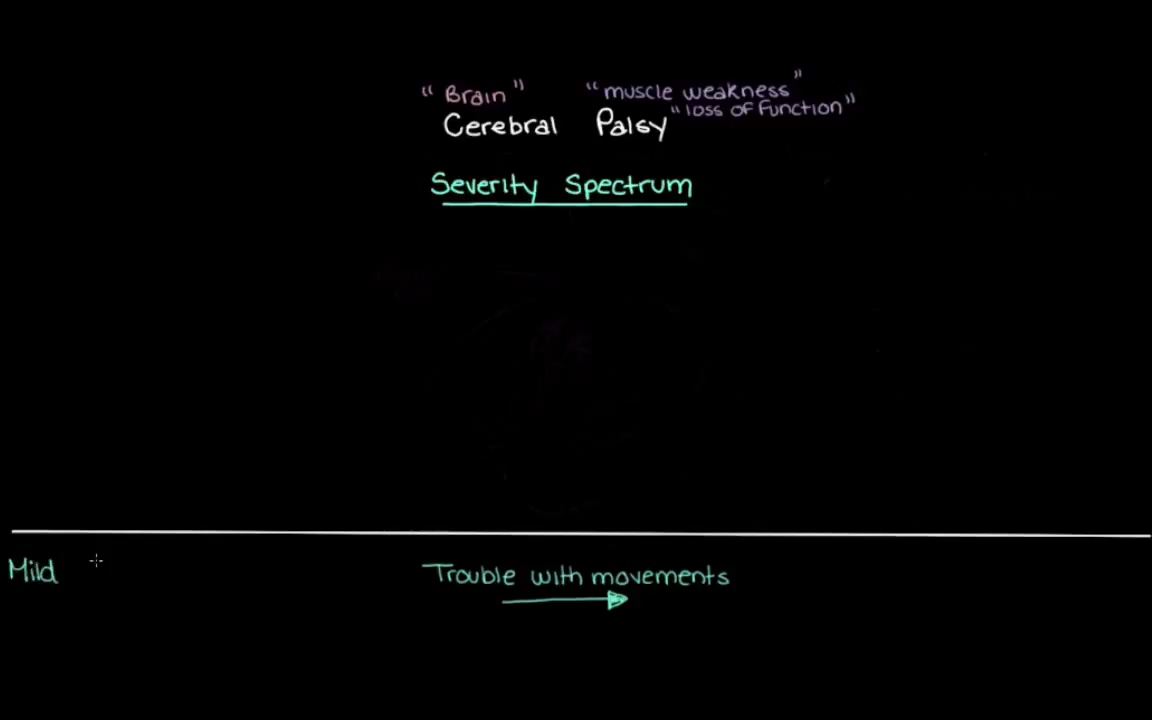 "Brain" "muscle weakness"
Cerebral Palsy "loss of function"
Severity Spectrum
Mild Trouble with movements